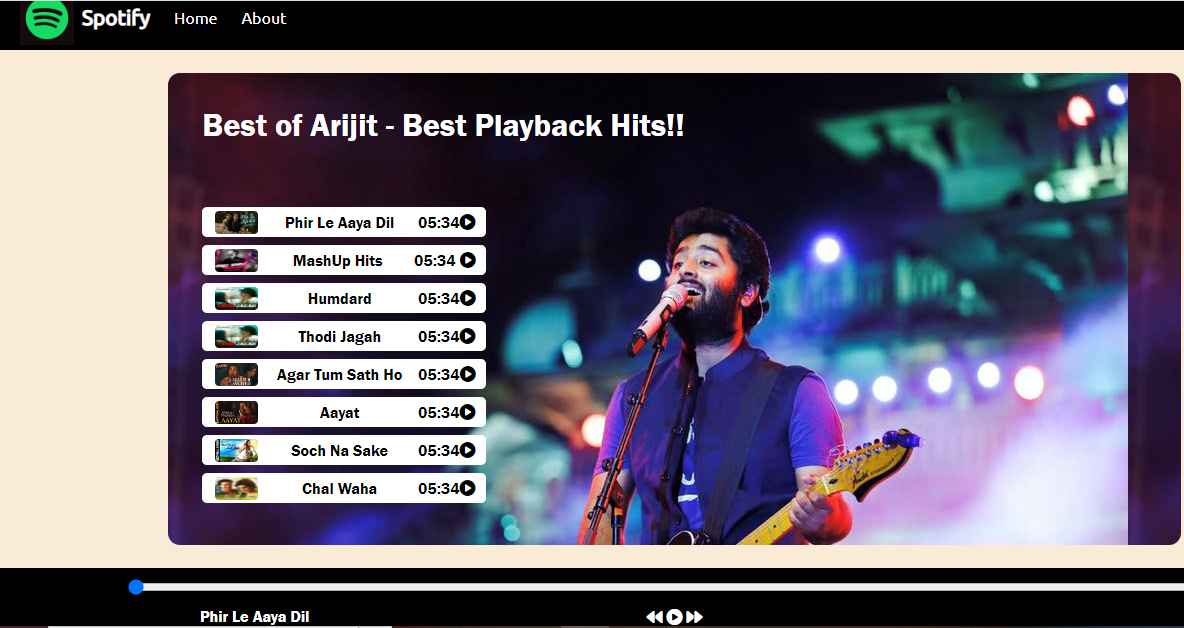 Spotify Home About
Best of Arijit - Best Playback Hits!!
Phir Le Aaya Dil 05:34
MashUp Hits 05:34
Humdard 05:34
Thodi Jagah 05:34
Agar Tum Sath Ho 05:34
Aayat 05:34
Soch Na Sake 05:34
Chal Waha 05:34
Phir Le Aaya Dil